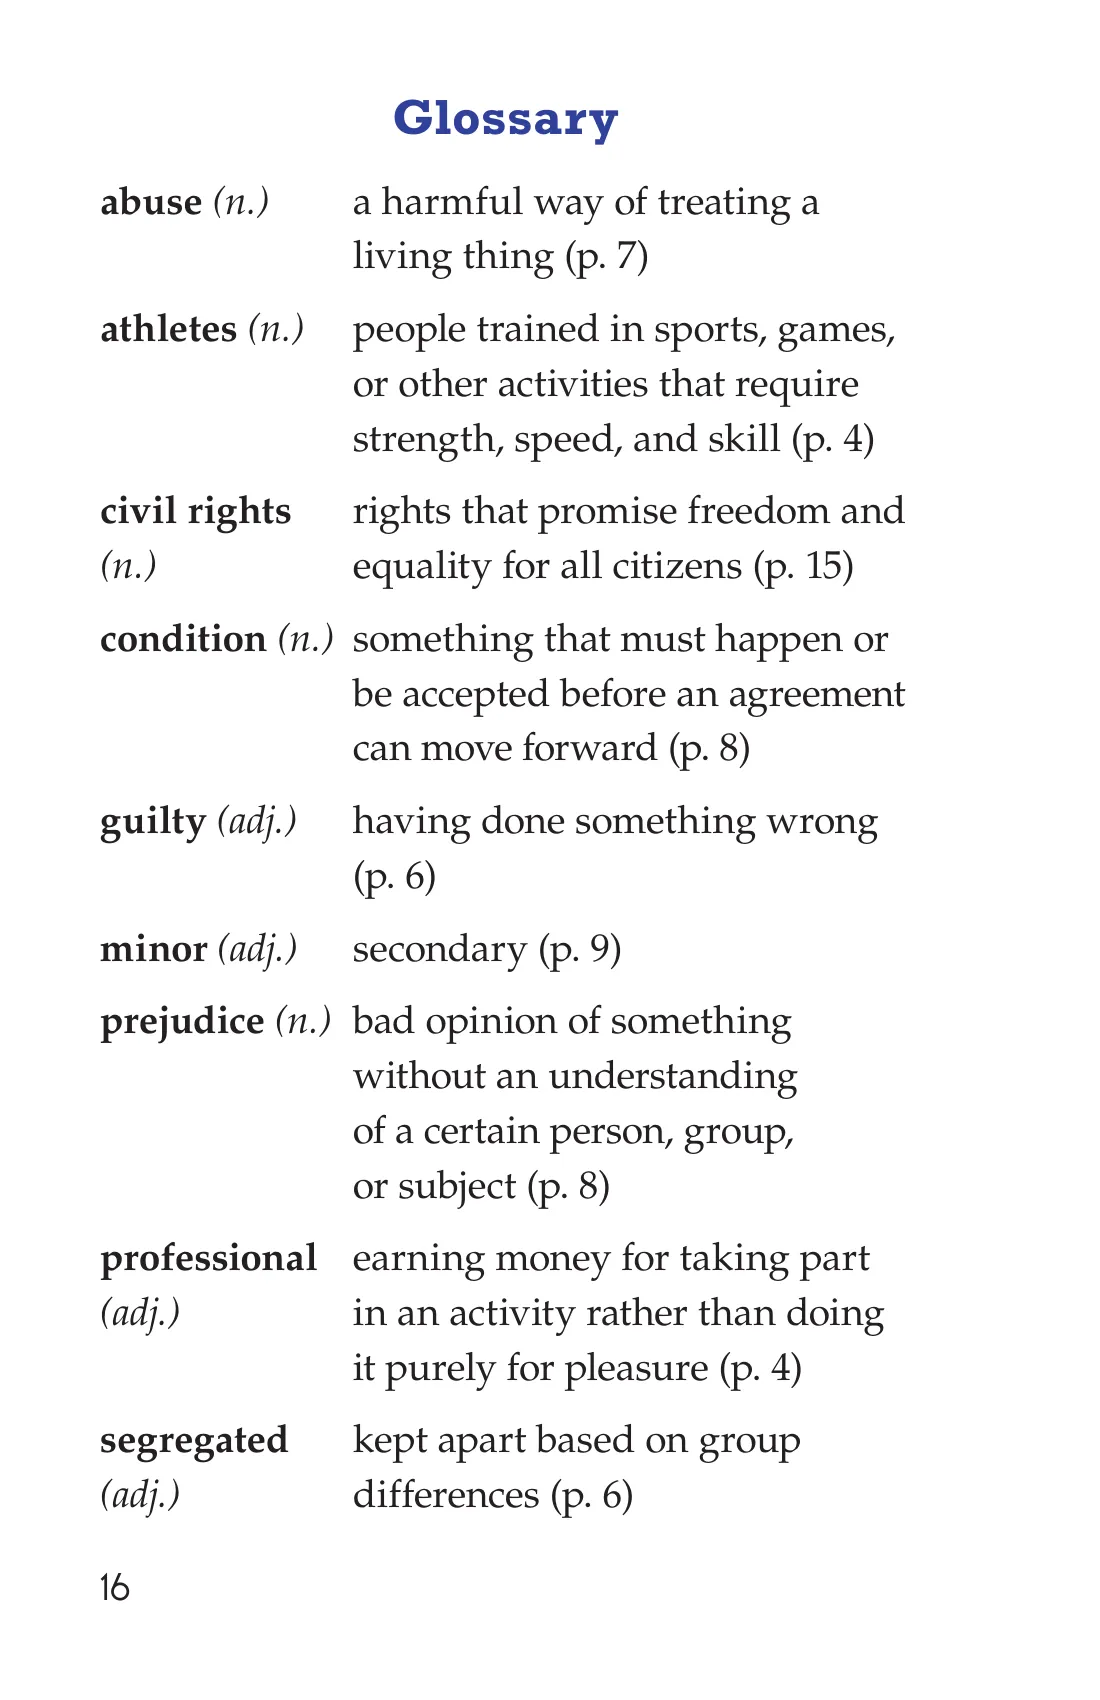 Glossary
abuse (n.) a harmful way of treating a
living thing (p. 7)
athletes (n.) people trained in sports, games,
or other activities that require
strength, speed, and skill (p. 4)
civil rights rights that promise freedom and
(n.) equality for all citizens (p. 15)
condition (n.) something that must happen or
be accepted before an agreement
can move forward (p. 8)
guilty (adj.) having done something wrong
(p. 6)
minor (adj.) secondary (p. 9)
prejudice (n.) bad opinion of something
without an understanding
of a certain person, group,
or subject (p. 8)
professional earning money for taking part
(adj.) in an activity rather than doing
it purely for pleasure (p. 4)
segregated kept apart based on group
(adj.) differences (p. 6)
16